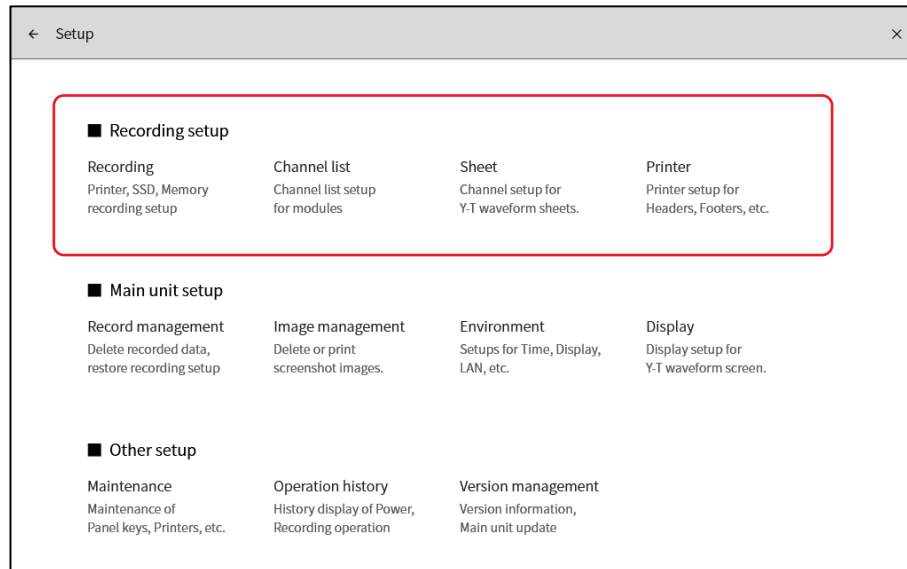 ← Setup ×
■ Recording setup
Recording
Printer, SSD, Memory
recording setup
Channel list
Channel list setup
for modules
Sheet
Channel setup for
Y-T waveform sheets.
Printer
Printer setup for
Headers, Footers, etc.
■ Main unit setup
Record management
Delete recorded data,
restore recording setup
Image management
Delete or print
screenshot images.
Environment
Setups for Time, Display,
LAN, etc.
Display
Display setup for
Y-T waveform screen.
■ Other setup
Maintenance
Maintenance of
Panel keys, Printers, etc.
Operation history
History display of Power,
Recording operation
Version management
Version information,
Main unit update